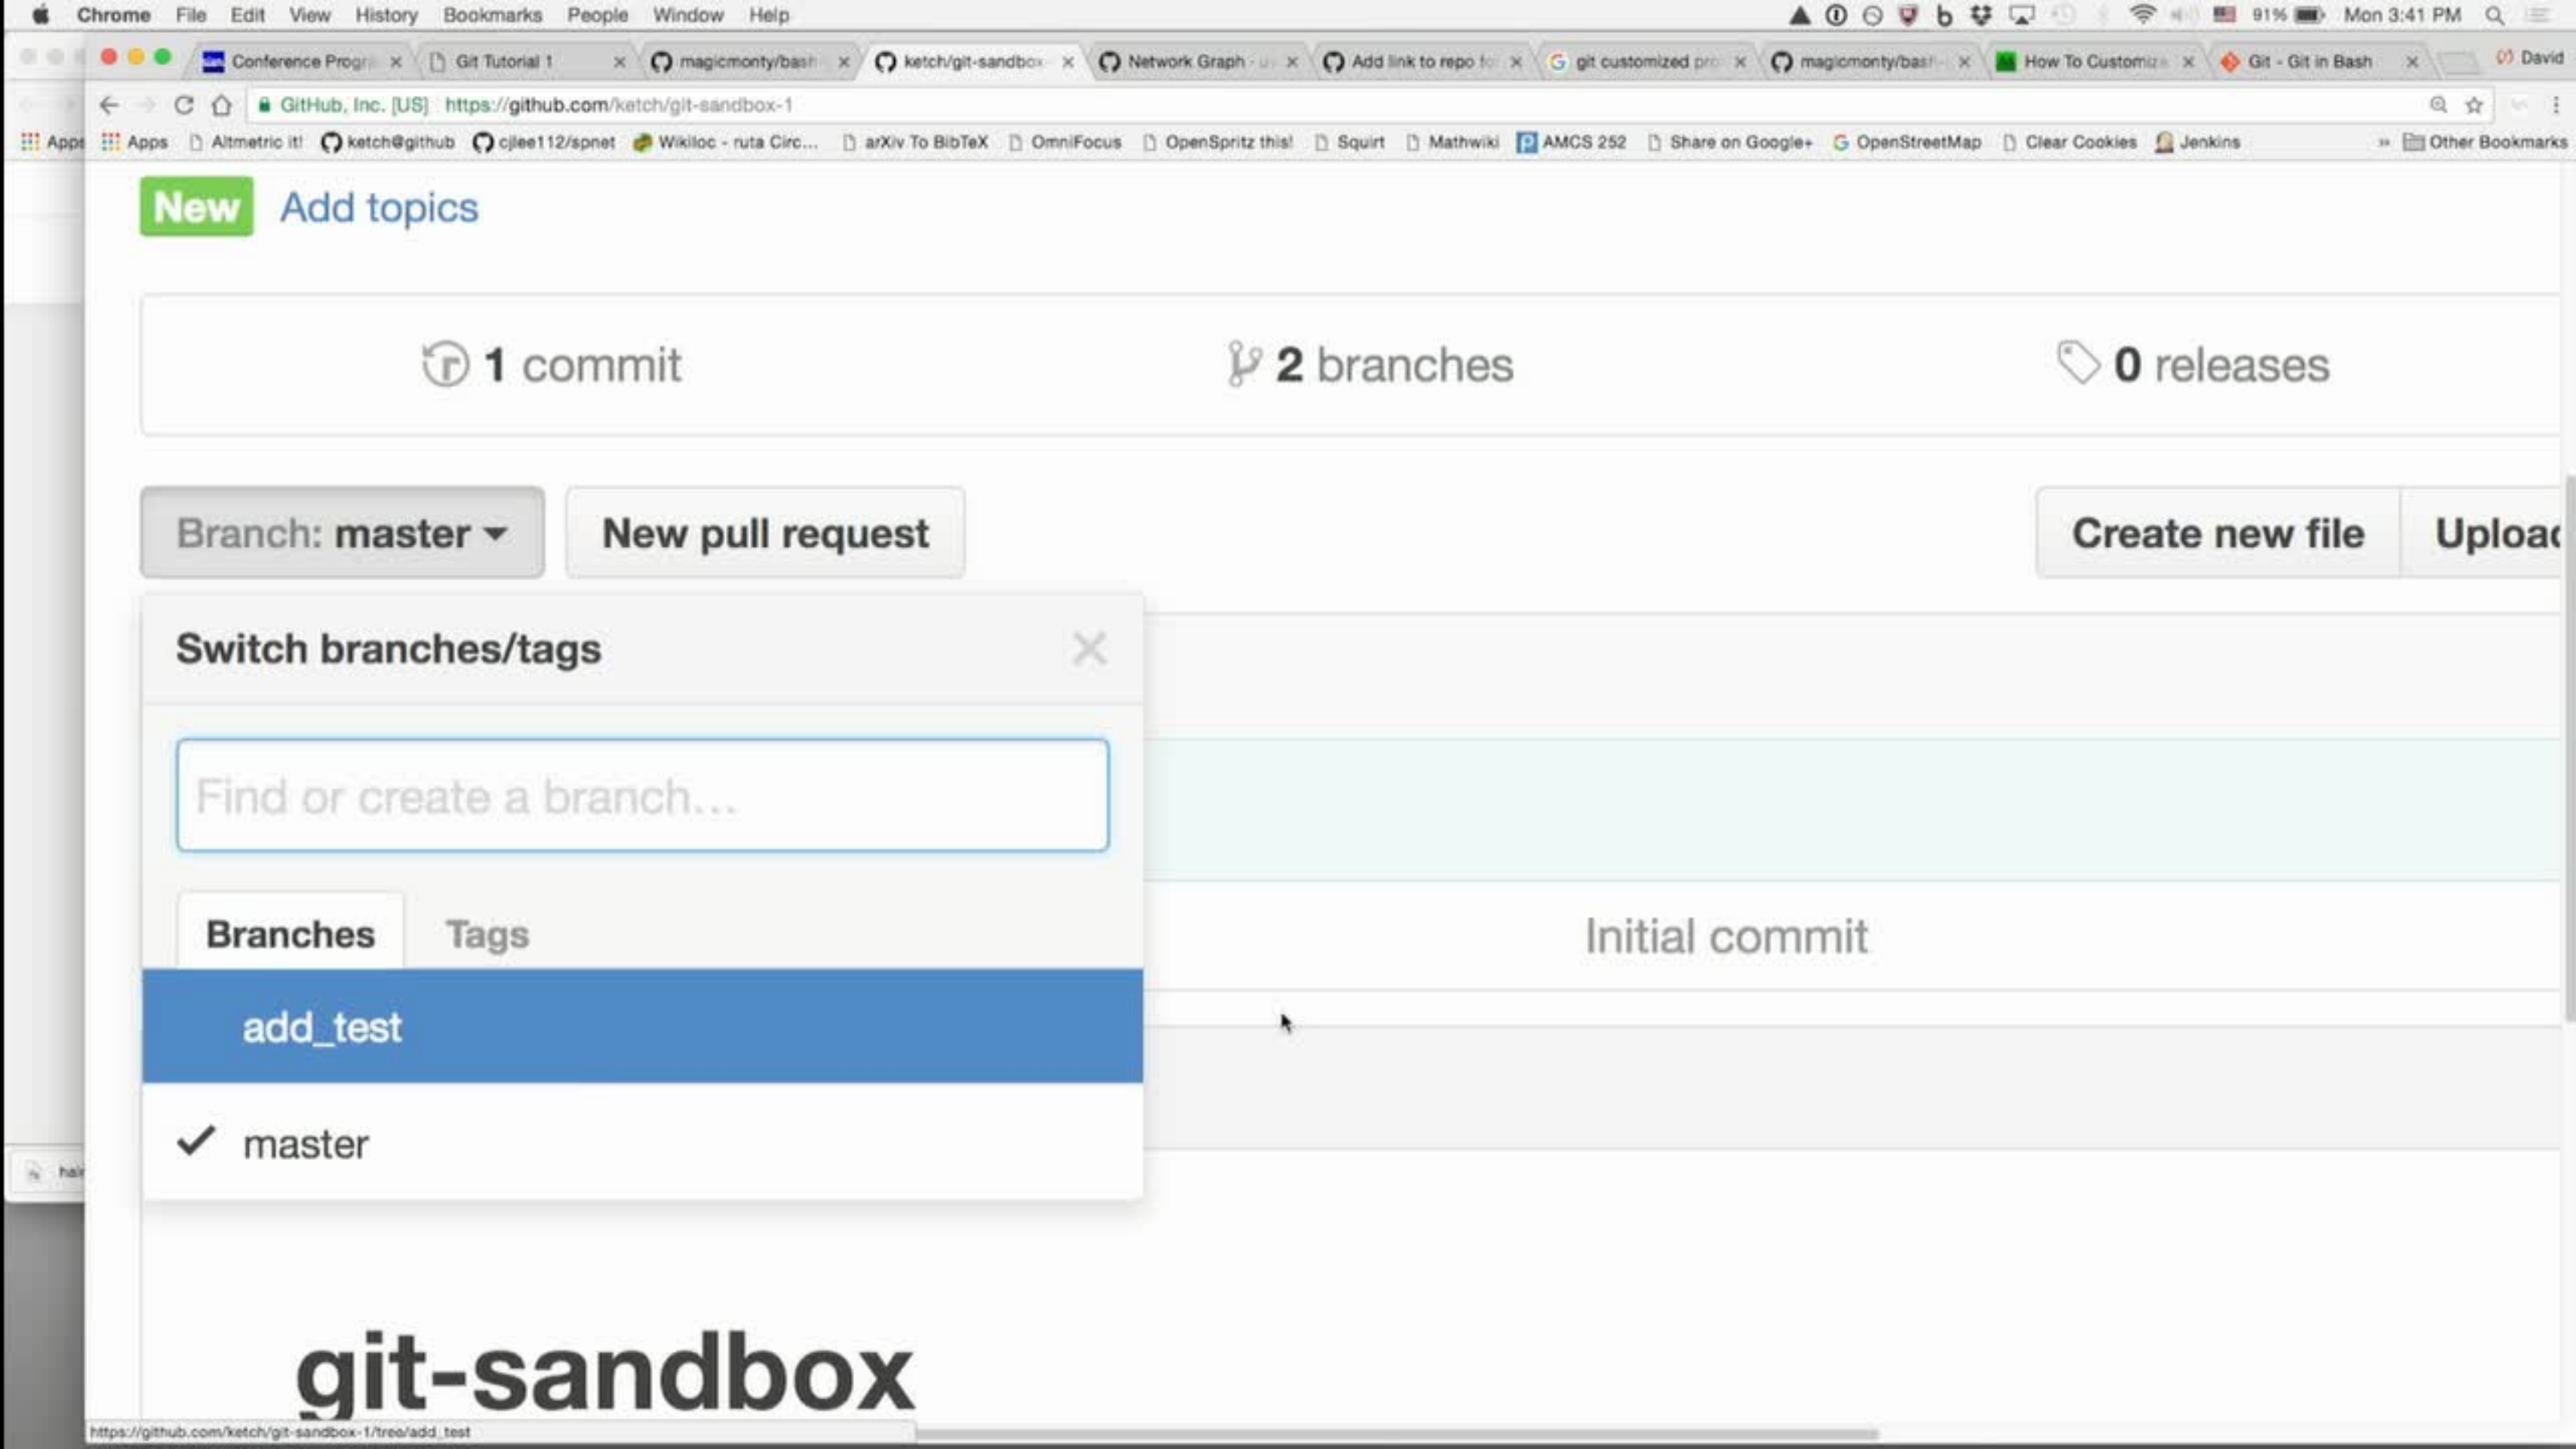 Chrome File Edit View History Bookmarks People Window Help 91% Mon 3:41 PM
Conference Progr Git Tutorial 1 magicmonty/bash ketch/git-sandbox Network Graph Add link to repo fo git customized pro magicmonty/bash- How To Customize Git - Git in Bash David
GitHub, Inc. [US] https://github.com/ketch/git-sandbox-1
Apps Apps Altmetric it! ketch@github cjlee112/spnet Wikiloc - ruta Circ... arXiv To BibTeX OmniFocus OpenSpritz this! Squirt Mathwiki AMCS 252 Share on Google+ OpenStreetMap Clear Cookies Jenkins » Other Bookmarks
New Add topics
1 commit 2 branches 0 releases
Branch: master New pull request Create new file Upload
Switch branches/tags
Find or create a branch...
Branches Tags
Initial commit
add_test
master
hair
git-sandbox
https://github.com/ketch/git-sandbox-1/tree/add_test